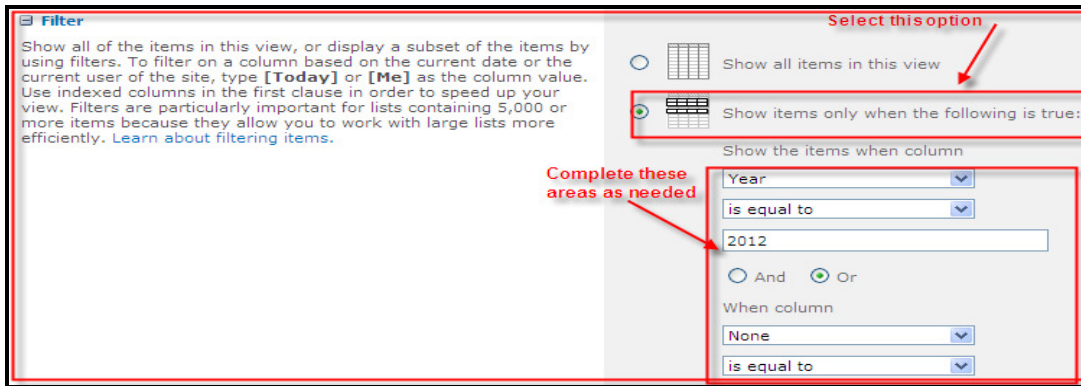 Filter
Select this option
Show all of the items in this view, or display a subset of the items by
using filters. To filter on a column based on the current date or the
current user of the site, type [Today] or [Me] as the column value.
Use indexed columns in the first clause in order to speed up your
view. Filters are particularly important for lists containing 5,000 or
more items because they allow you to work with large lists more
efficiently. Learn about filtering items.
Show all items in this view
Show items only when the following is true:
Show the items when column
Complete these
areas as needed
Year
is equal to
2012
And Or
When column
None
is equal to